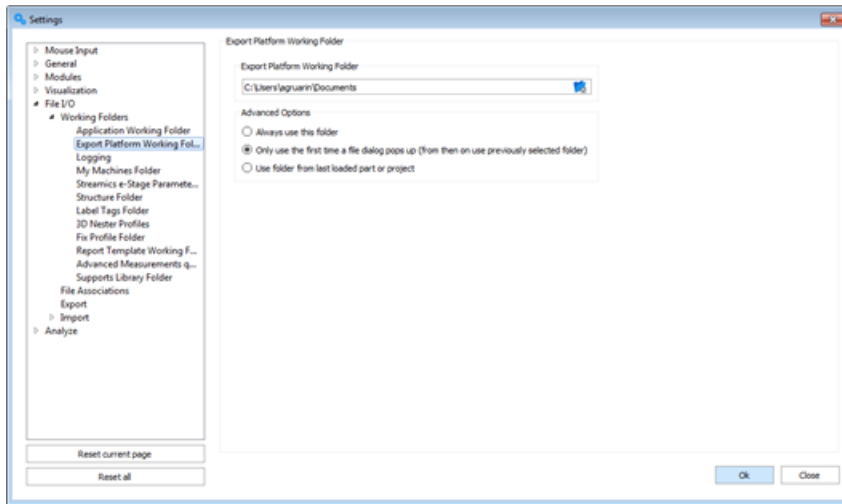 Settings
Mouse Input
General
Modules
Visualization
File I/O
Working Folders
Application Working Folder
Export Platform Working Fol...
Logging
My Machines Folder
Streamics e-Stage Paramete...
Structure Folder
Label Tags Folder
3D Nester Profiles
Fix Profile Folder
Report Template Working F...
Advanced Measurements q...
Supports Library Folder
File Associations
Export
Import
Analyze
Reset current page
Reset all
Export Platform Working Folder
Export Platform Working Folder
C:\Users\agruarin\Documents
Advanced Options
Always use this folder
Only use the first time a file dialog pops up (from then on use previously selected folder)
Use folder from last loaded part or project
Ok
Close